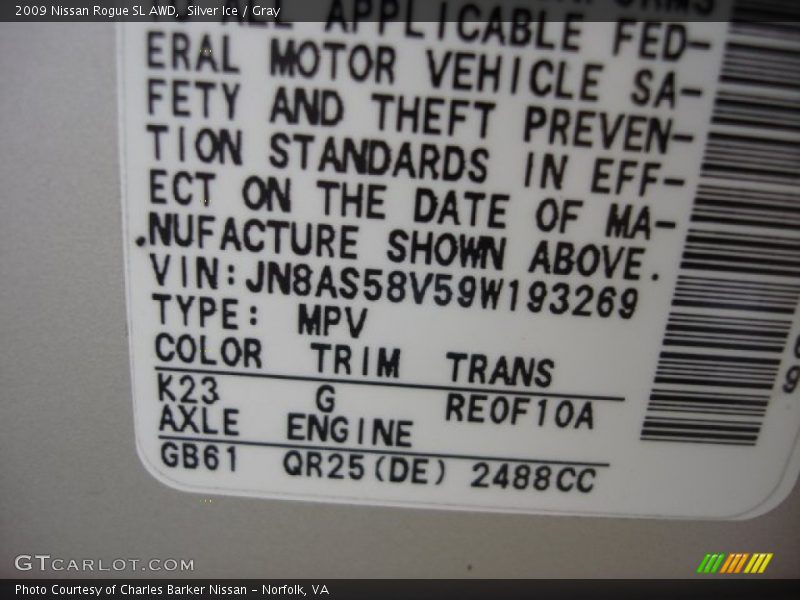 2009 Nissan Rogue SL AWD, Silver Ice / Gray
ALL APPLICABLE FED-
ERAL MOTOR VEHICLE SA-
FETY AND THEFT PREVEN-
TION STANDARDS IN EFF-
ECT ON THE DATE OF MA-
.NUFACTURE SHOWN ABOVE.
VIN:JN8AS58V59W193269
TYPE: MPV
COLOR TRIM TRANS
K23 G RE0F10A
AXLE ENGINE
GB61 QR25(DE) 2488CC
GTCARLOT.COM
Photo Courtesy of Charles Barker Nissan - Norfolk, VA